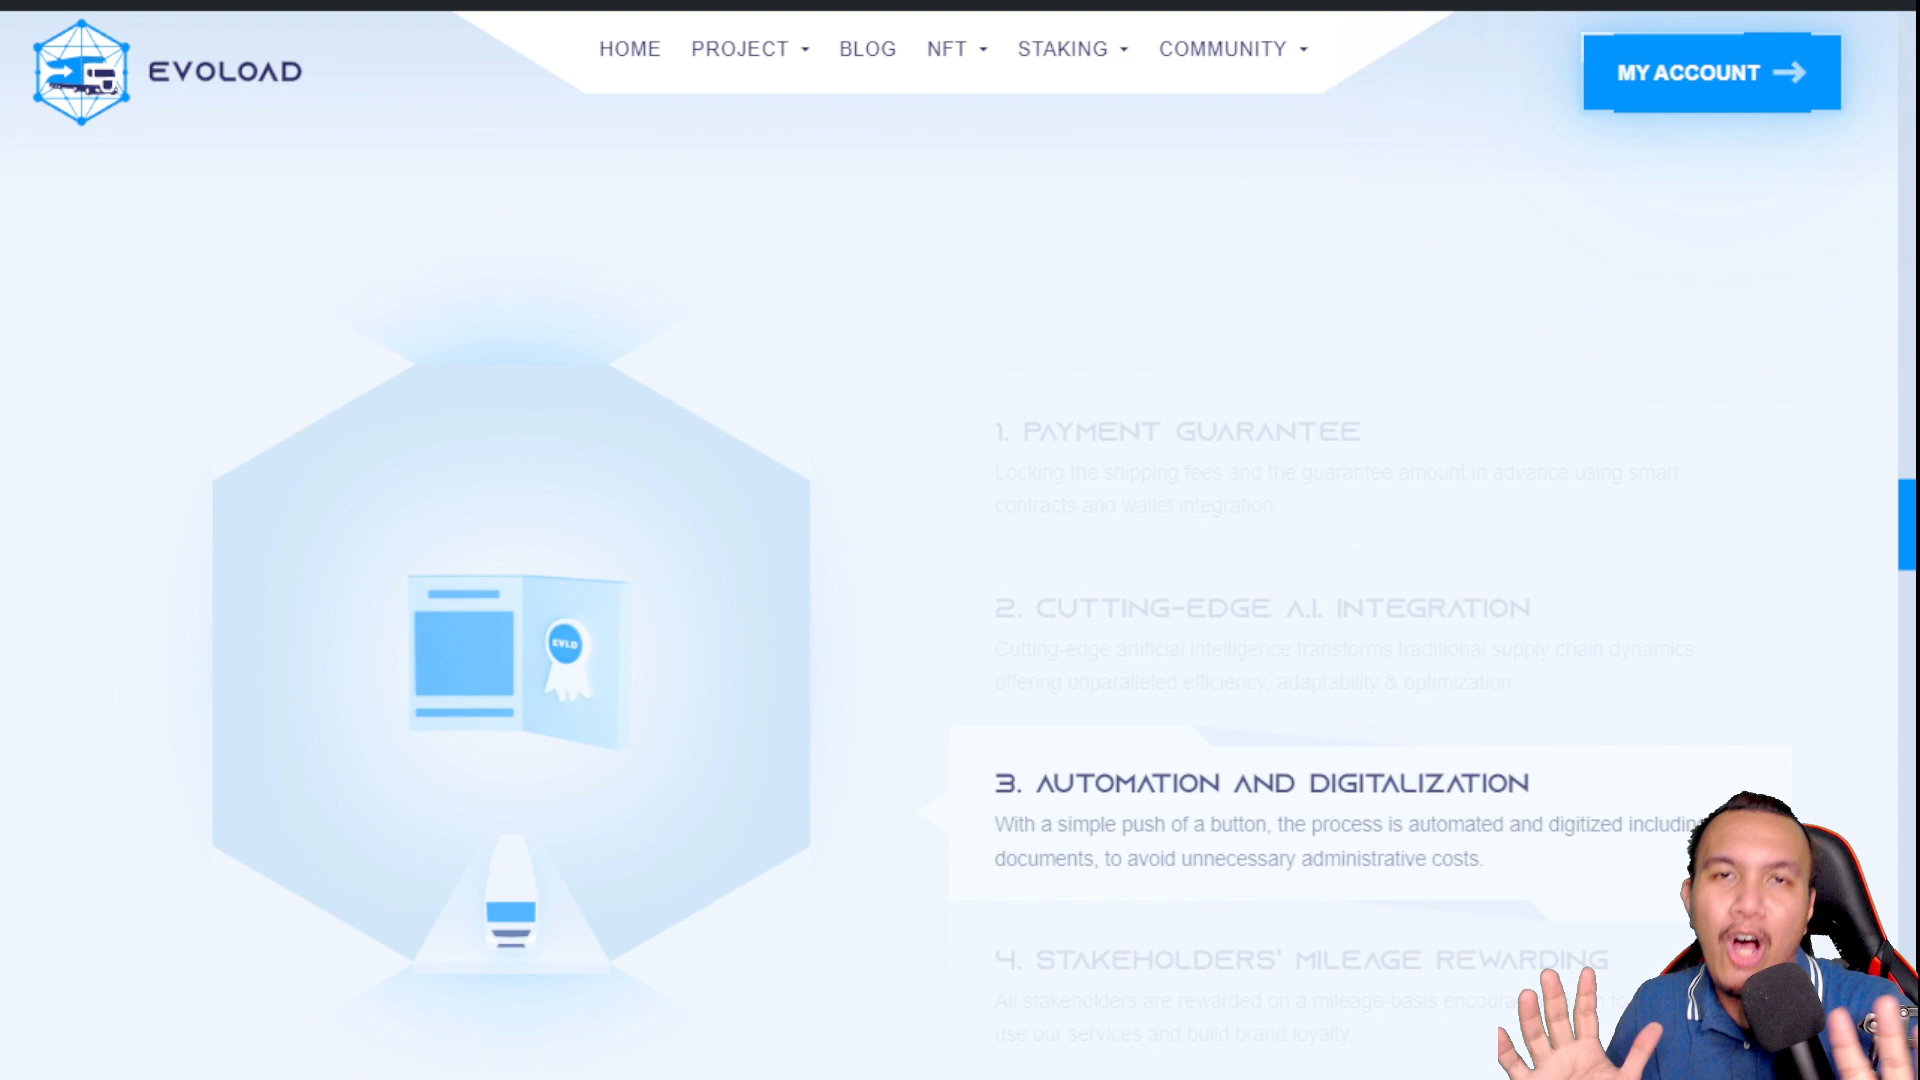 EVOLOAD
HOME PROJECT BLOG NFT STAKING COMMUNITY
MY ACCOUNT
1. PAYMENT GUARANTEE
Locking the shipping fees and the guarantee amount in advance using smart
contracts and wallet integration
2. CUTTING-EDGE A.I. INTEGRATION
Cutting-edge artificial intelligence transforms traditional supply chain dynamics,
offering unparalleled efficiency, adaptability & optimization.
EVLD
3. AUTOMATION AND DIGITALIZATION
With a simple push of a button, the process is automated and digitized including
documents, to avoid unnecessary administrative costs.
4. STAKEHOLDERS' MILEAGE REWARDING
All stakeholders are rewarded on a mileage-basis
use our services and build brand loyalty